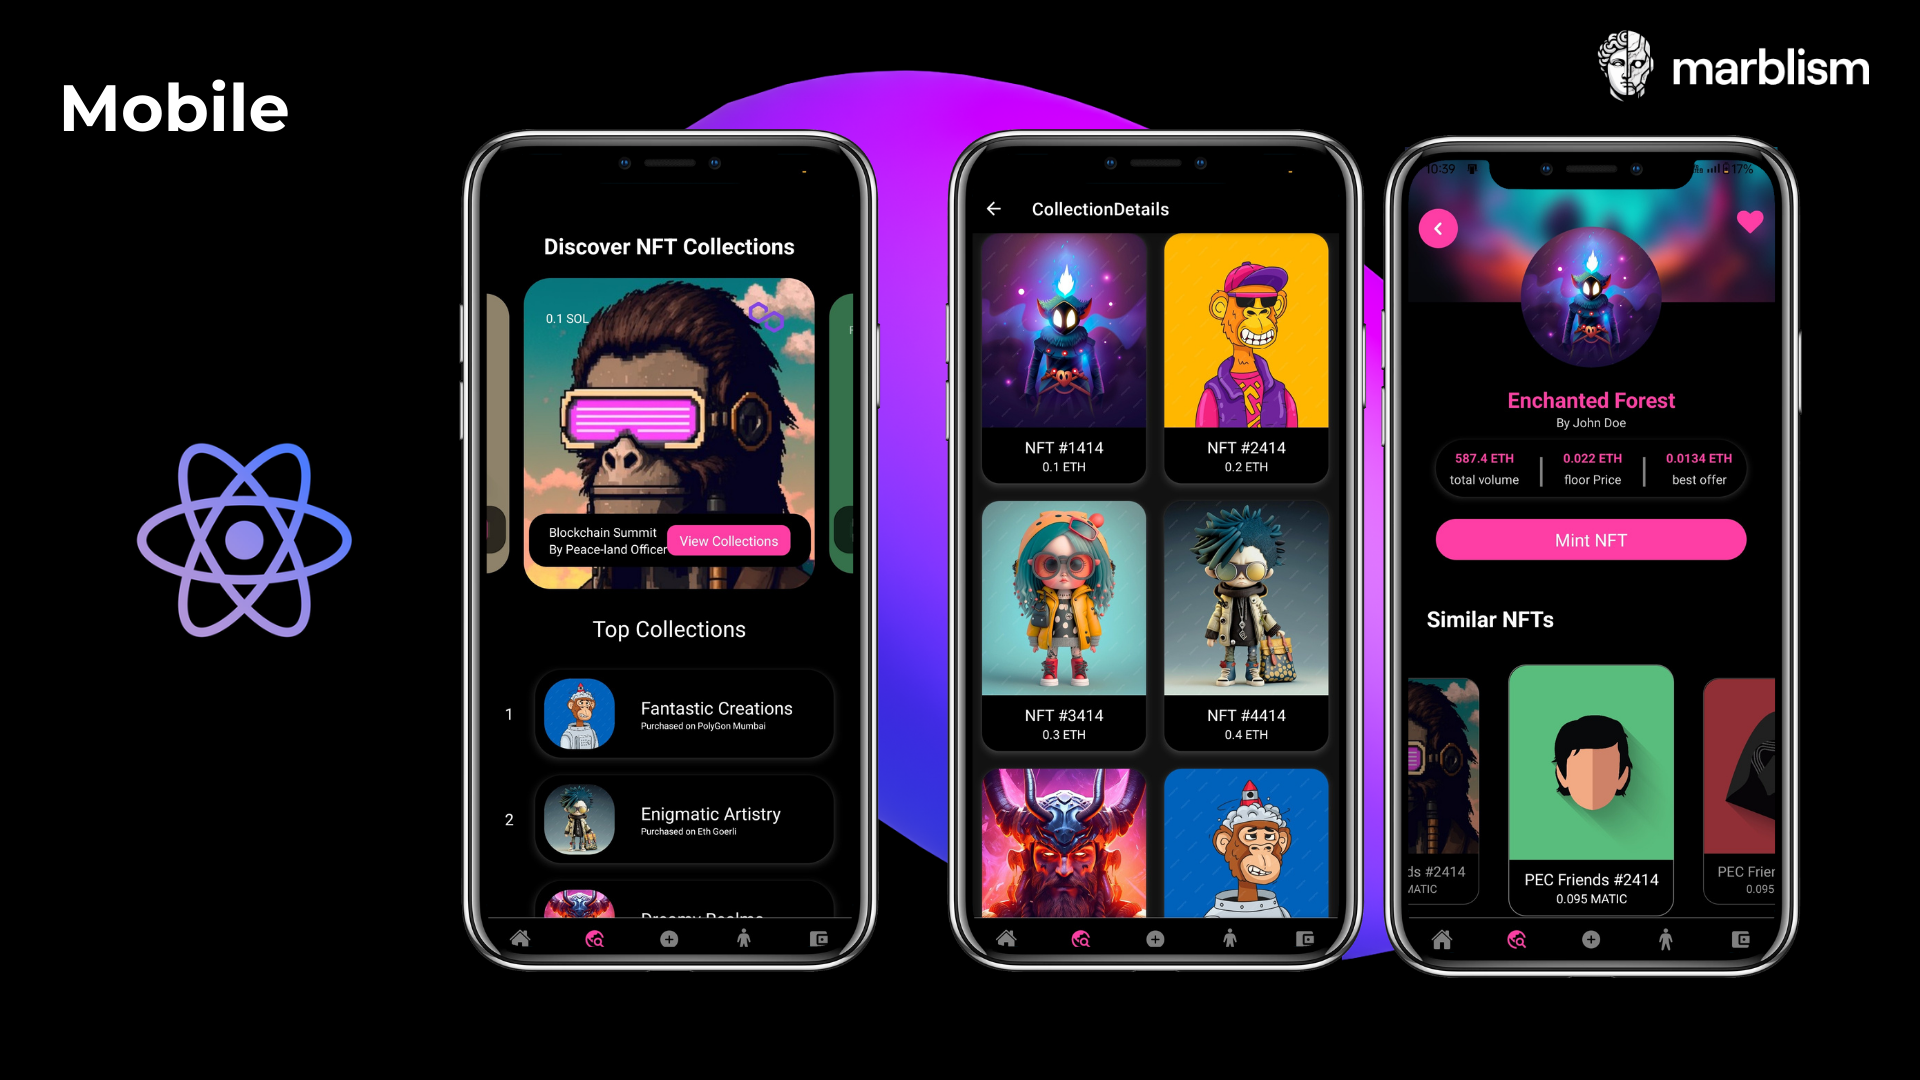 Mobile
marblism
Discover NFT Collections
0.1 SOL
Blockchain Summit
By Peace-land Officer
View Collections
Top Collections
1
Fantastic Creations
Purchased on PolyGon Mumbai
2
Enigmatic Artistry
Purchased on Eth Goerli
Dreamy Realms
CollectionDetails
NFT #1414
0.1 ETH
NFT #2414
0.2 ETH
NFT #3414
0.3 ETH
NFT #4414
0.4 ETH
10:39
17%
Enchanted Forest
By John Doe
587.4 ETH
total volume
0.022 ETH
floor Price
0.0134 ETH
best offer
Mint NFT
Similar NFTs
ds #2414
MATIC
PEC Friends #2414
0.095 MATIC
PEC Frier
0.095